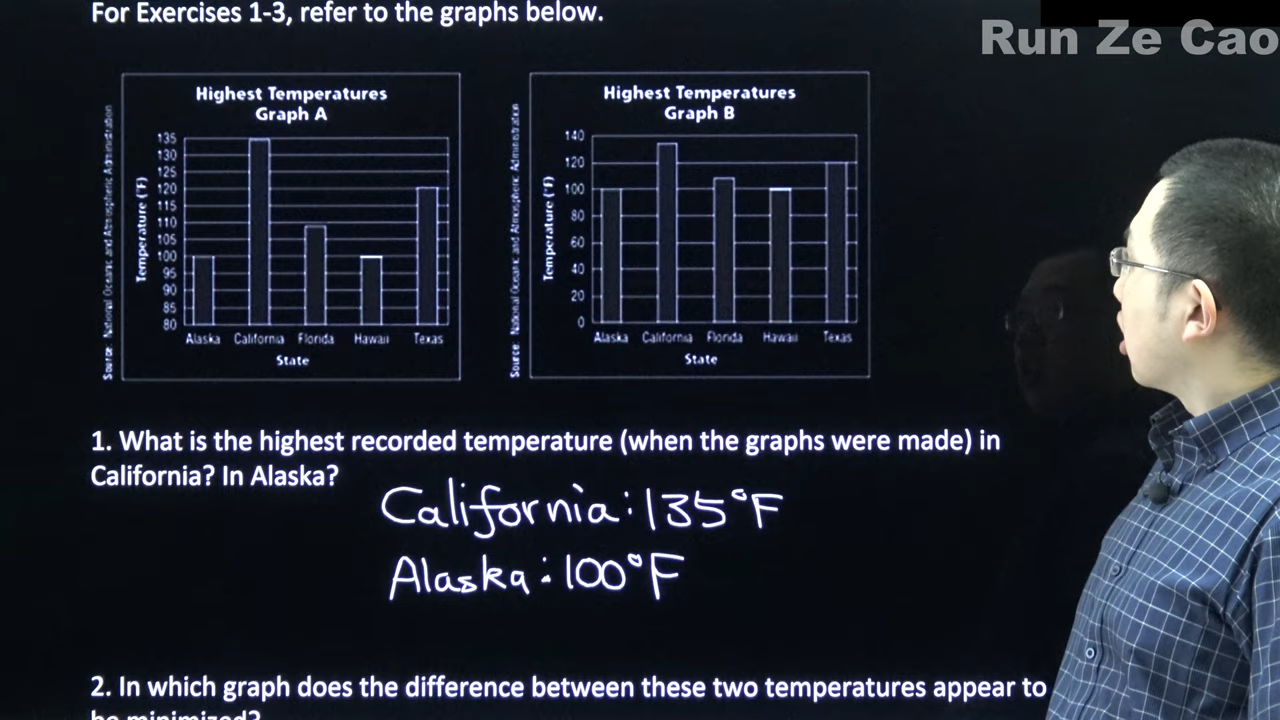 For Exercises 1-3, refer to the graphs below.
Run Ze Cao
Highest Temperatures
Graph A
Source: National Oceanic and Atmospheric Administration
Temperature (°F)
135
130
125
120
115
110
105
100
95
90
85
80
Alaska California Florida Hawaii Texas
State
Highest Temperatures
Graph B
Source: National Oceanic and Atmospheric Administration
Temperature (°F)
140
120
100
80
60
40
20
0
Alaska California Florida Hawaii Texas
State
1. What is the highest recorded temperature (when the graphs were made) in
California? In Alaska?
California: 135°F
Alaska: 100°F
2. In which graph does the difference between these two temperatures appear to
be minimized?